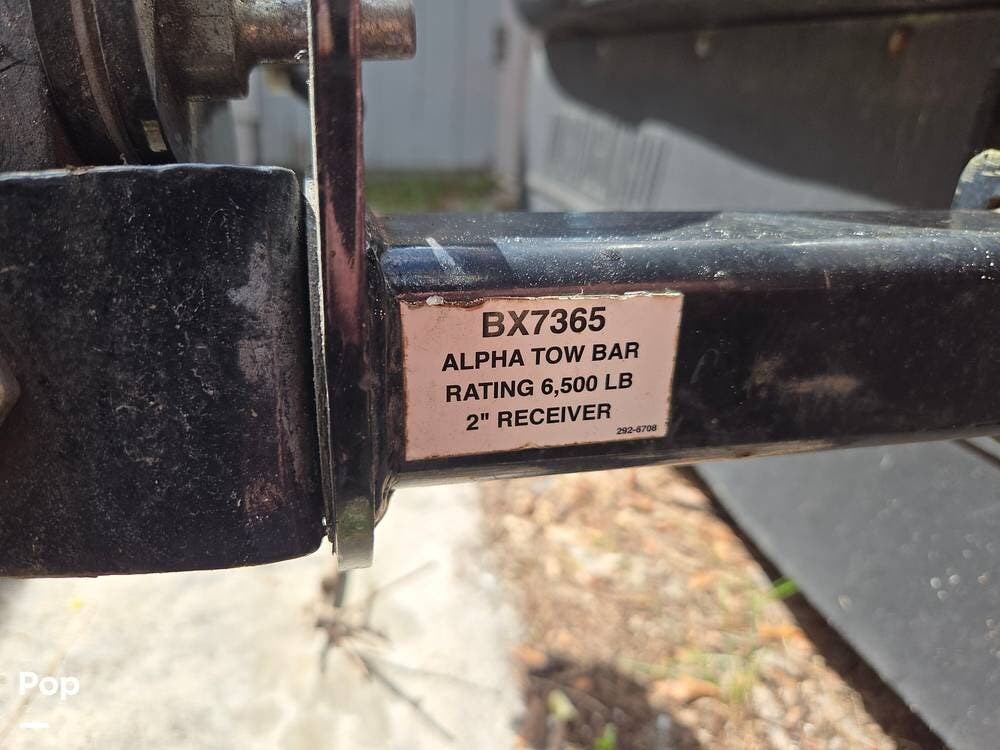 BX7365
ALPHA TOW BAR
RATING 6,500 LB
2" RECEIVER
292-6708
Pop